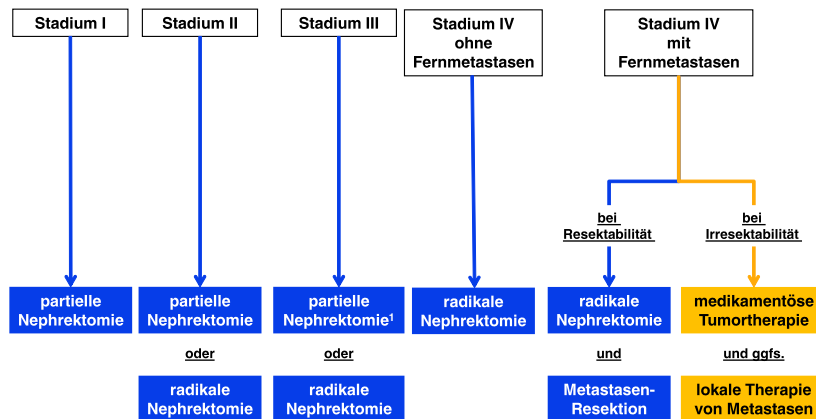 Stadium I
Stadium II
Stadium III
Stadium IV
ohne
Fernmetastasen
Stadium IV
mit
Fernmetastasen
bei
Resektabilität
bei
Irresektabilität
partielle
Nephrektomie
partielle
Nephrektomie
partielle
Nephrektomie¹
radikale
Nephrektomie
radikale
Nephrektomie
medikamentöse
Tumortherapie
oder
oder
und
und ggfs.
radikale
Nephrektomie
radikale
Nephrektomie
Metastasen-
Resektion
lokale Therapie
von Metastasen